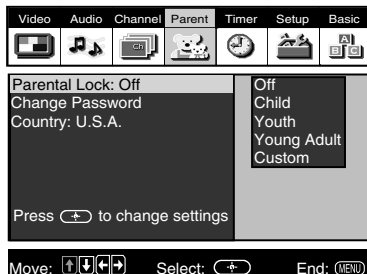 Video Audio Channel Parent Timer Setup Basic
Ch
A
B C
Parental Lock: Off
Change Password
Country: U.S.A.
Press to change settings
Off
Child
Youth
Young Adult
Custom
Move: Select: End: MENU